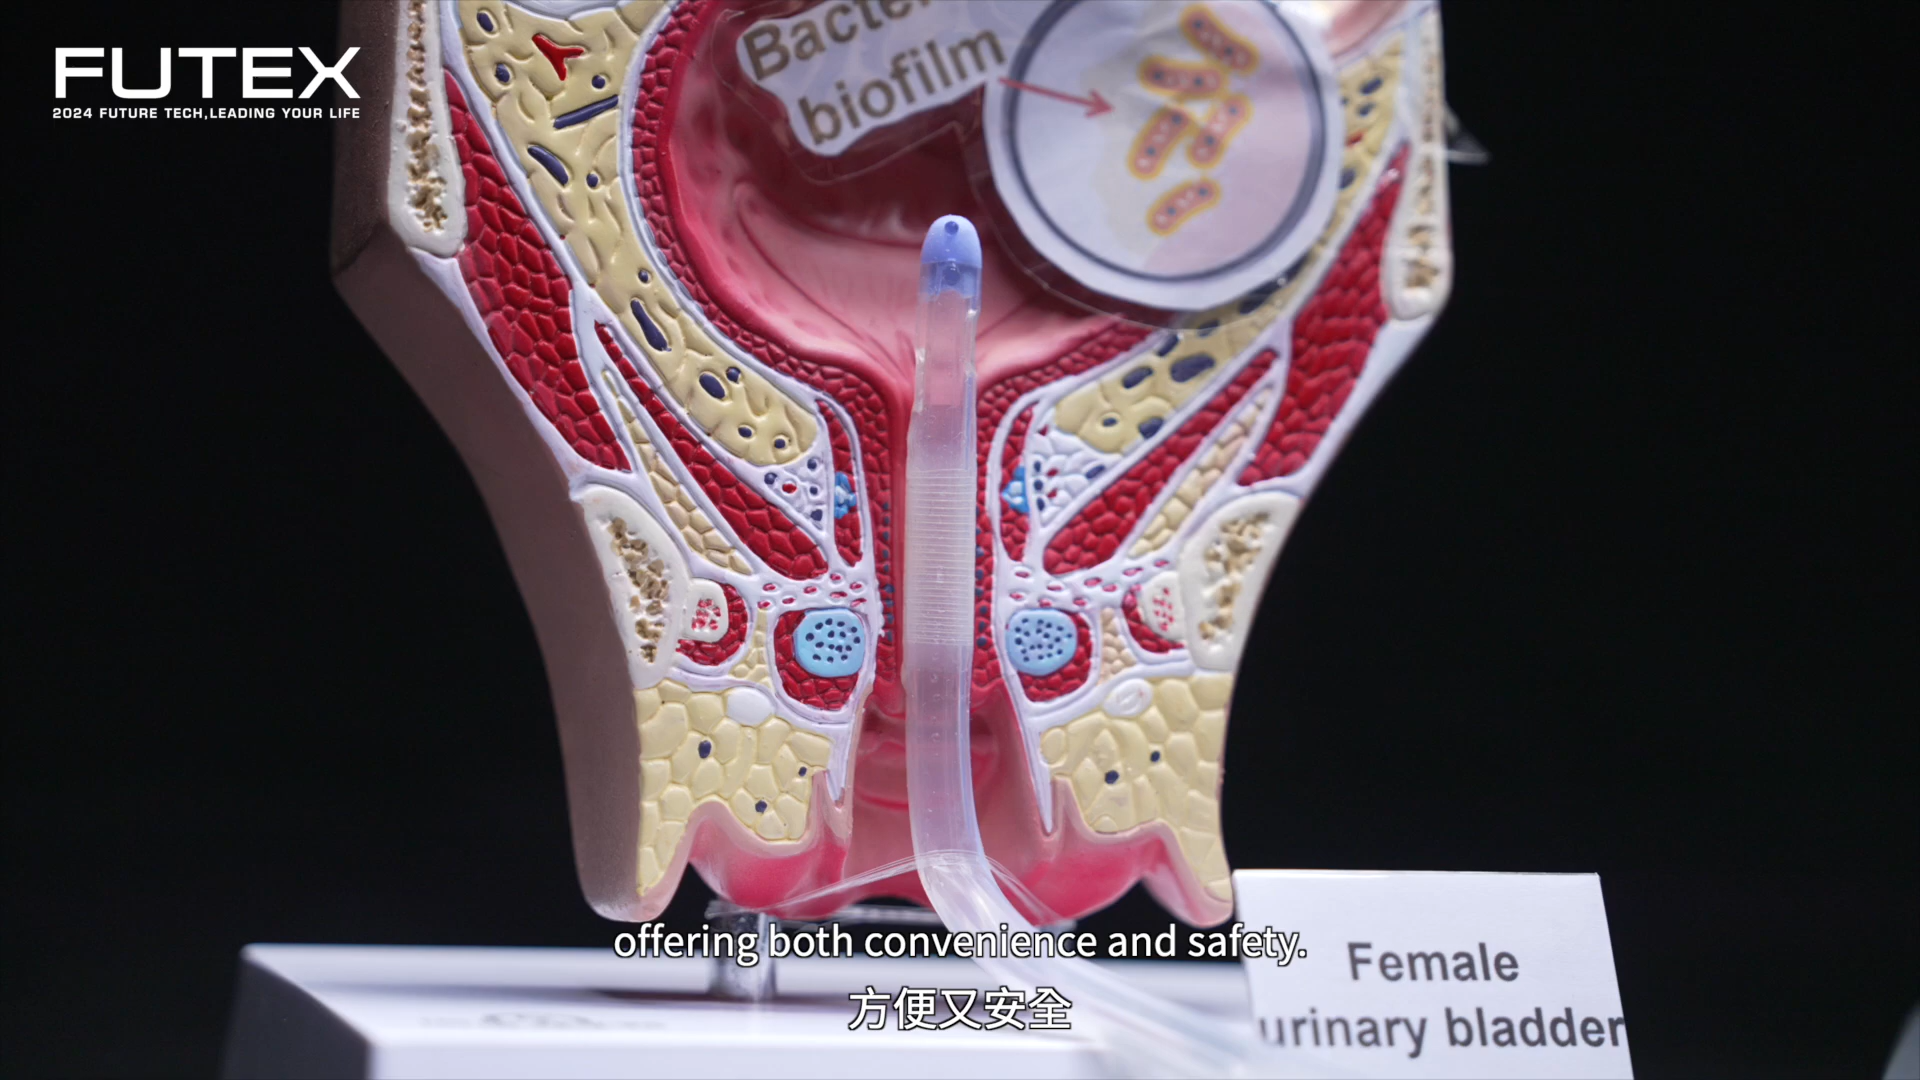 FUTEX
2024 FUTURE TECH,LEADING YOUR LIFE
biofilm
offering both convenience and safety.
方便又安全
Female
urinary bladder